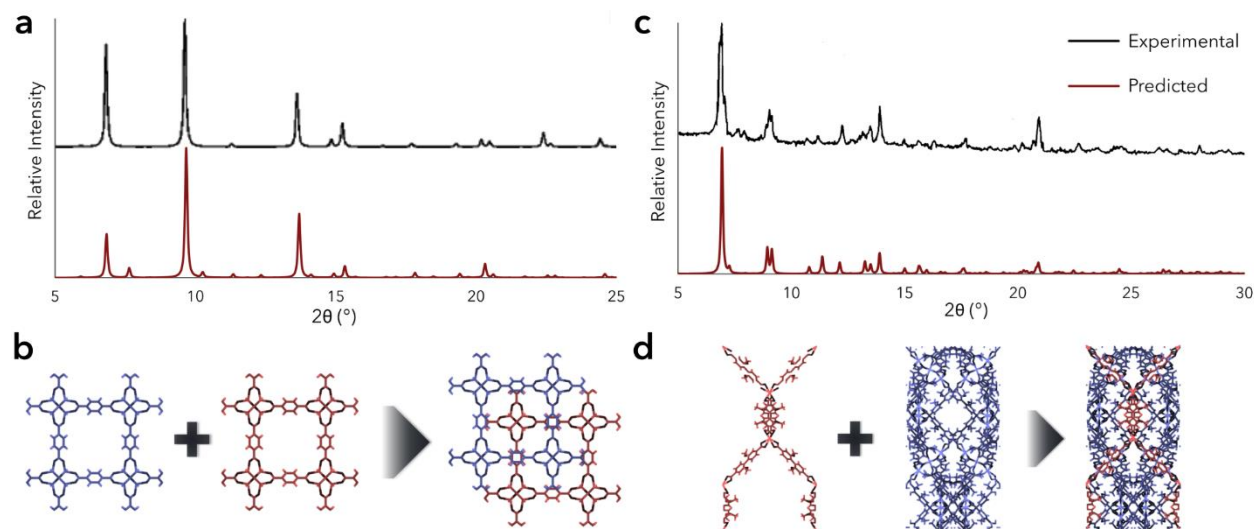 a
Relative Intensity
5 10 15 20 25
2θ (°)
c
Experimental
Predicted
Relative Intensity
5 10 15 20 25 30
2θ (°)
b
d